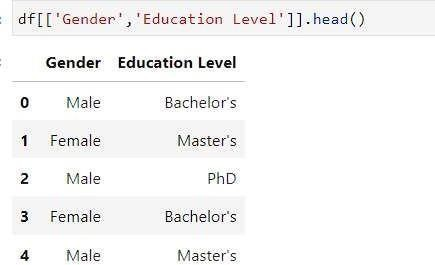 df[['Gender','Education Level']].head()
Gender Education Level
0 Male Bachelor's
1 Female Master's
2 Male PhD
3 Female Bachelor's
4 Male Master's